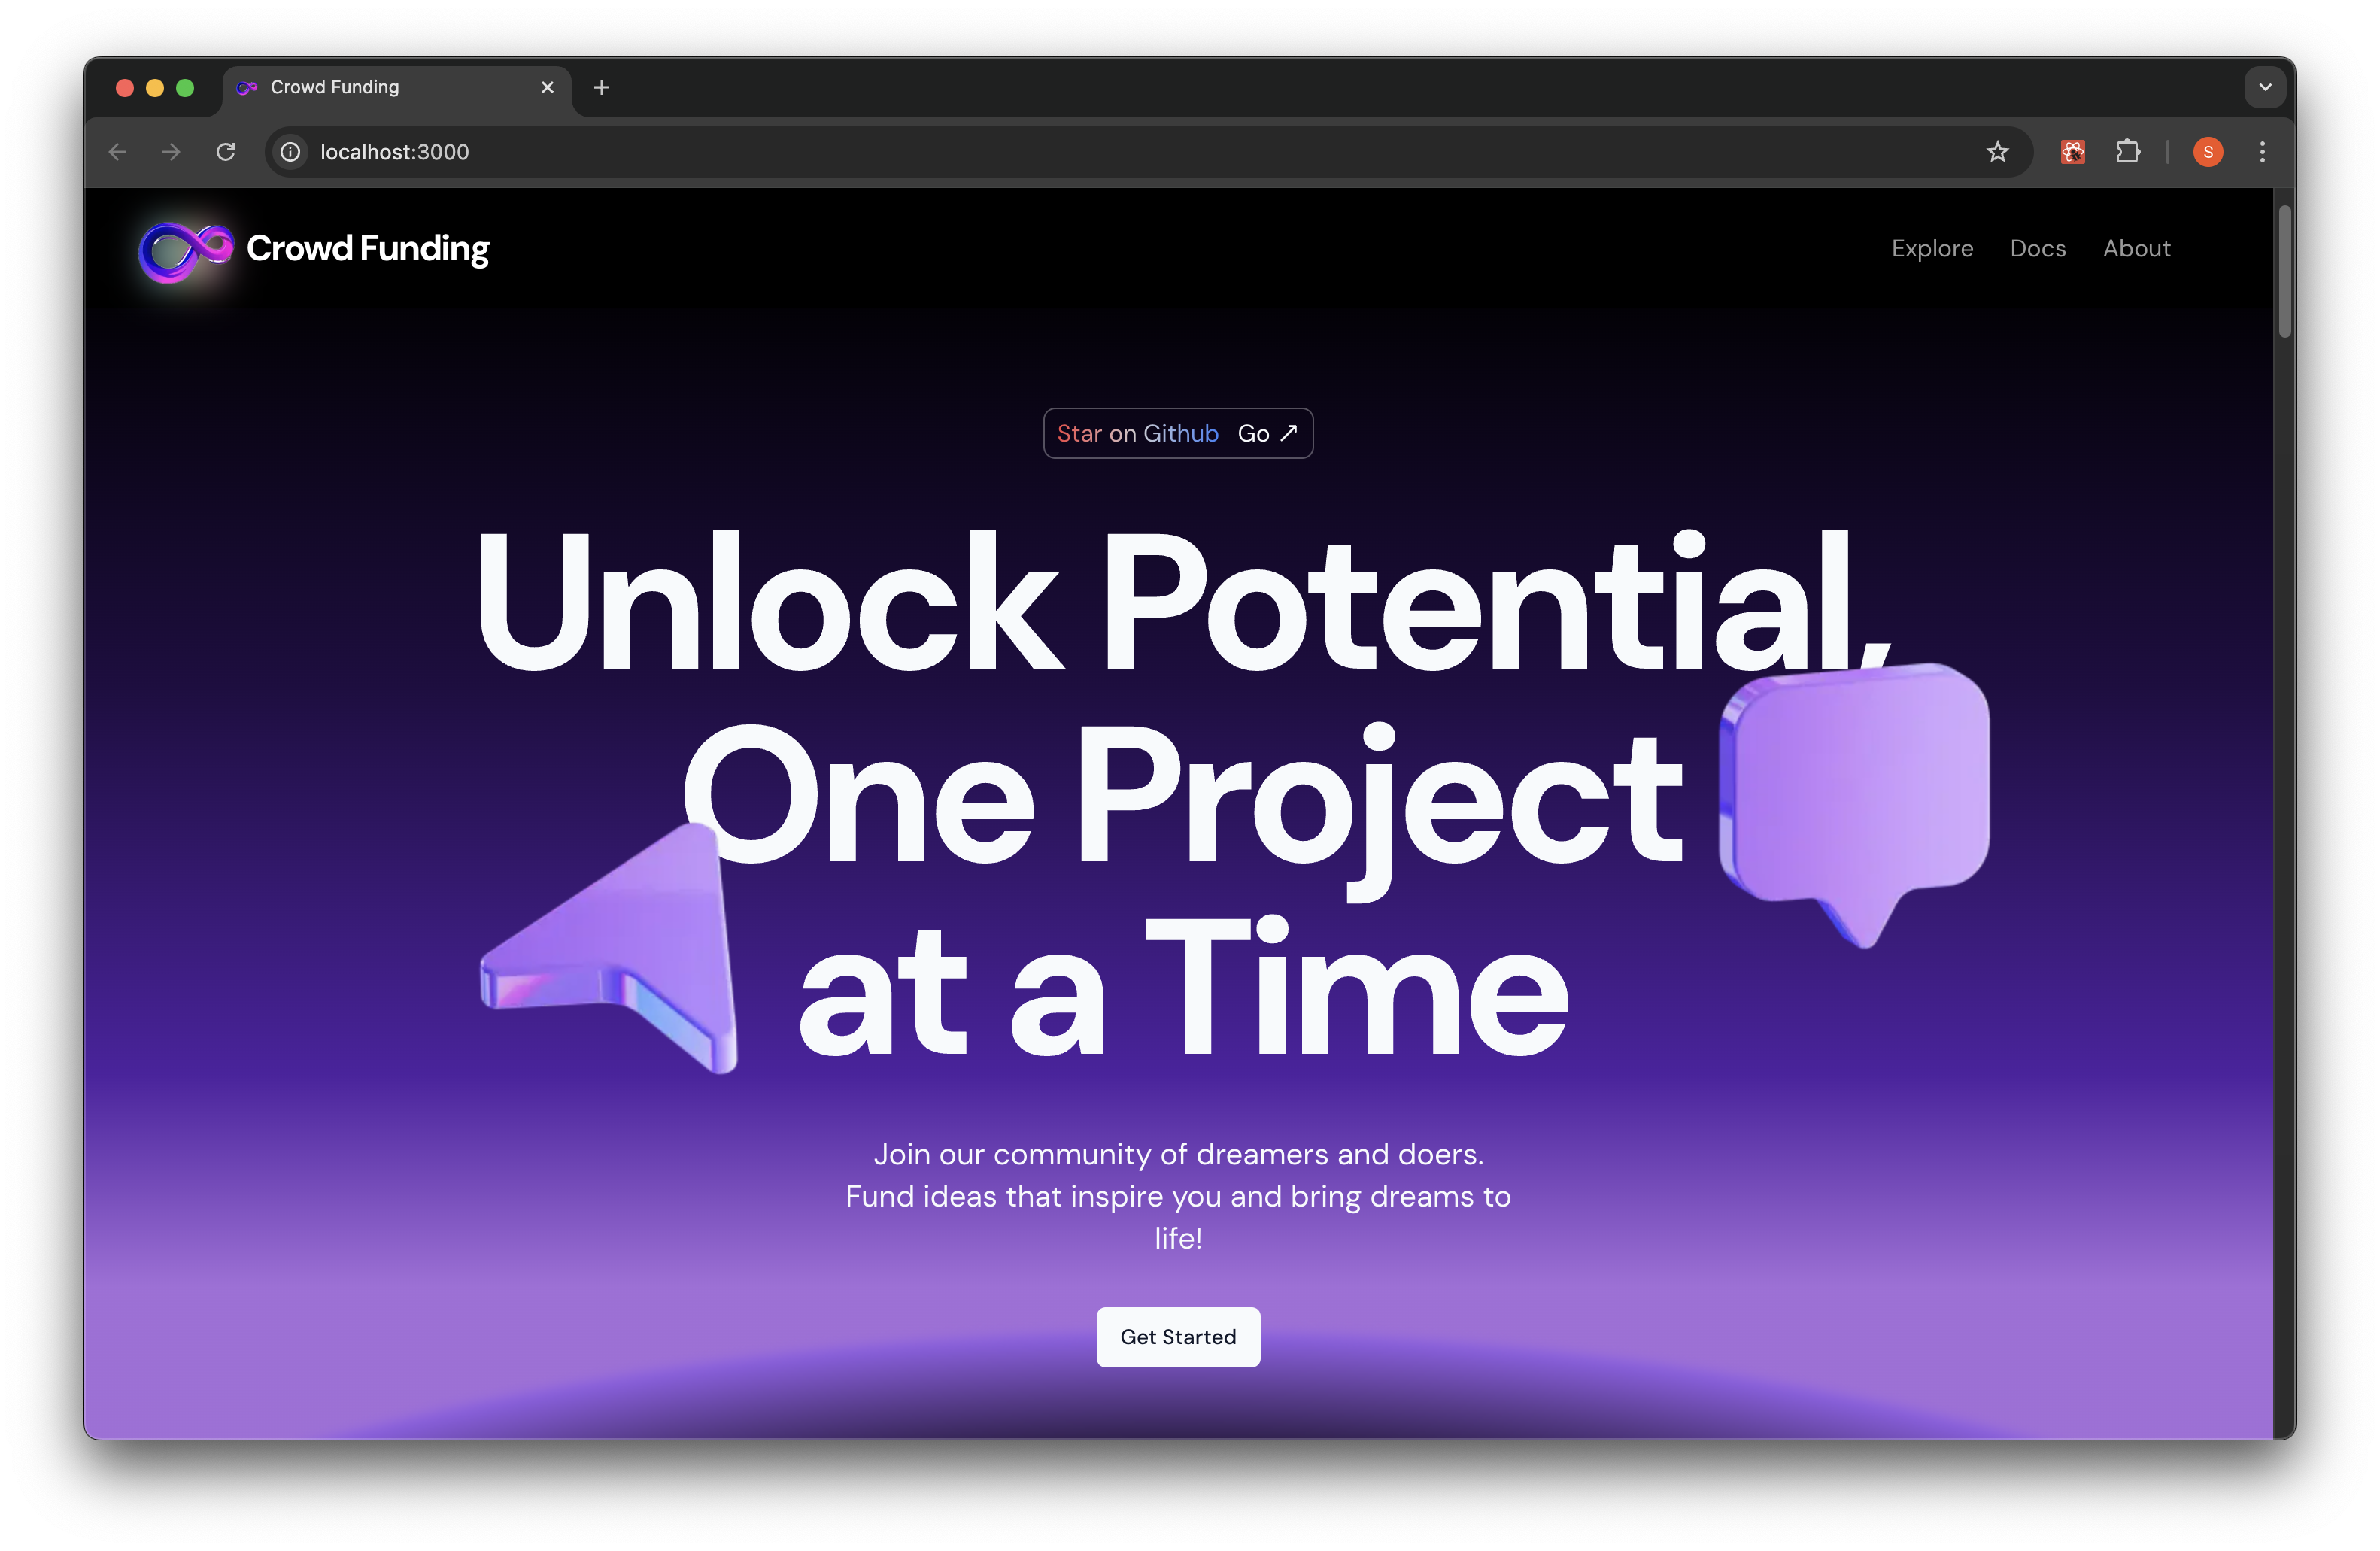 Crowd Funding
localhost:3000
S
Crowd Funding
Explore Docs About
Star on Github Go ↗
Unlock Potential,
One Project
at a Time
Join our community of dreamers and doers.
Fund ideas that inspire you and bring dreams to
life!
Get Started